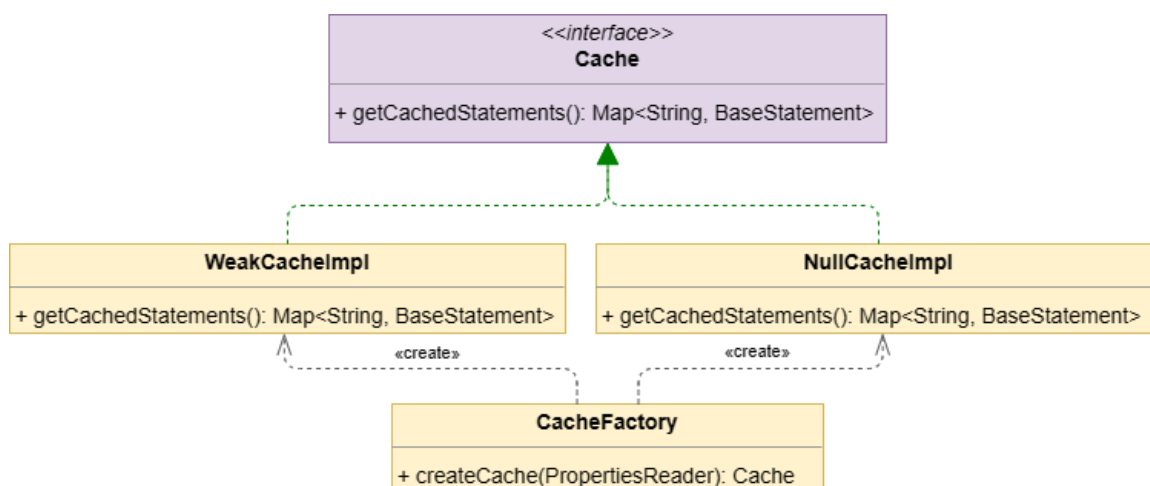 <<interface>>
Cache
+ getCachedStatements(): Map<String, BaseStatement>
WeakCacheImpl
+ getCachedStatements(): Map<String, BaseStatement>
NullCacheImpl
+ getCachedStatements(): Map<String, BaseStatement>
«create»
«create»
CacheFactory
+ createCache(PropertiesReader): Cache